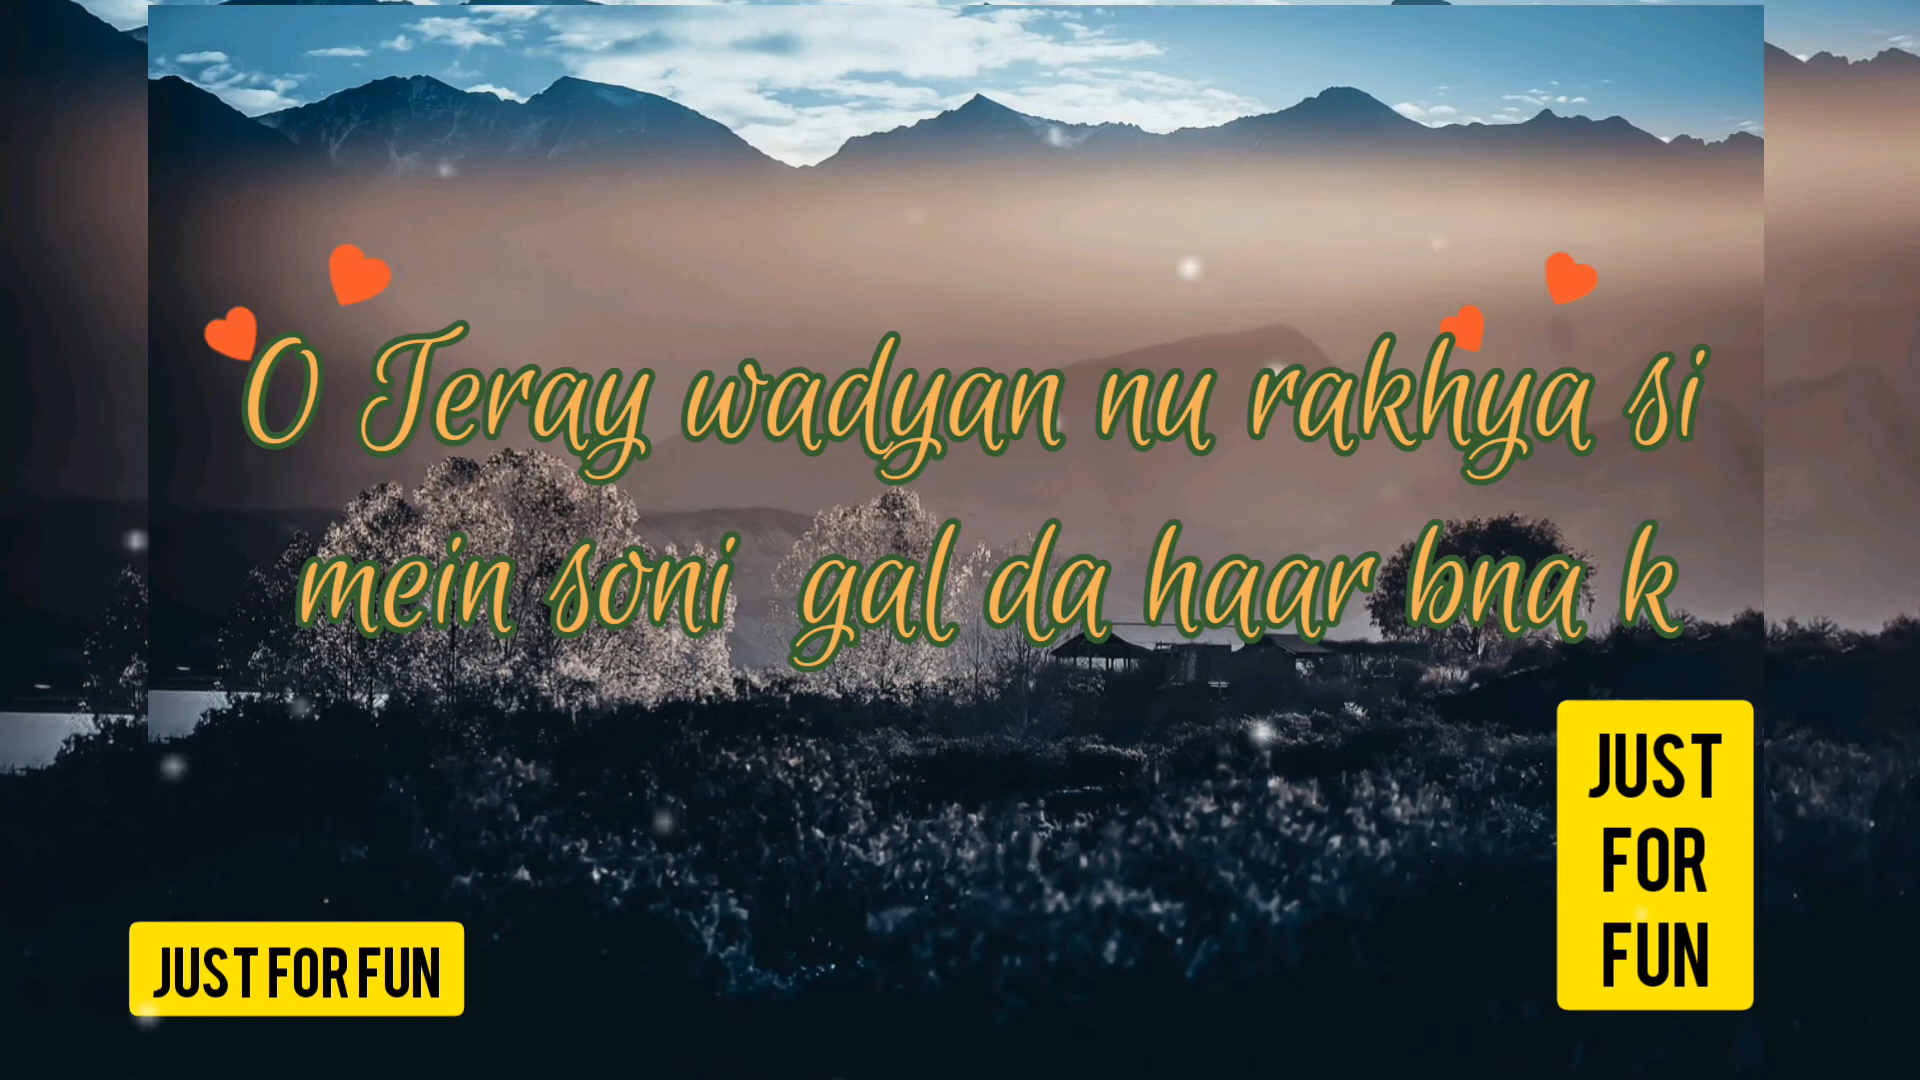 O Teray wadyan nu rakhya si
mein soni gal da haar bna k
JUST FOR FUN
JUST
FOR
FUN